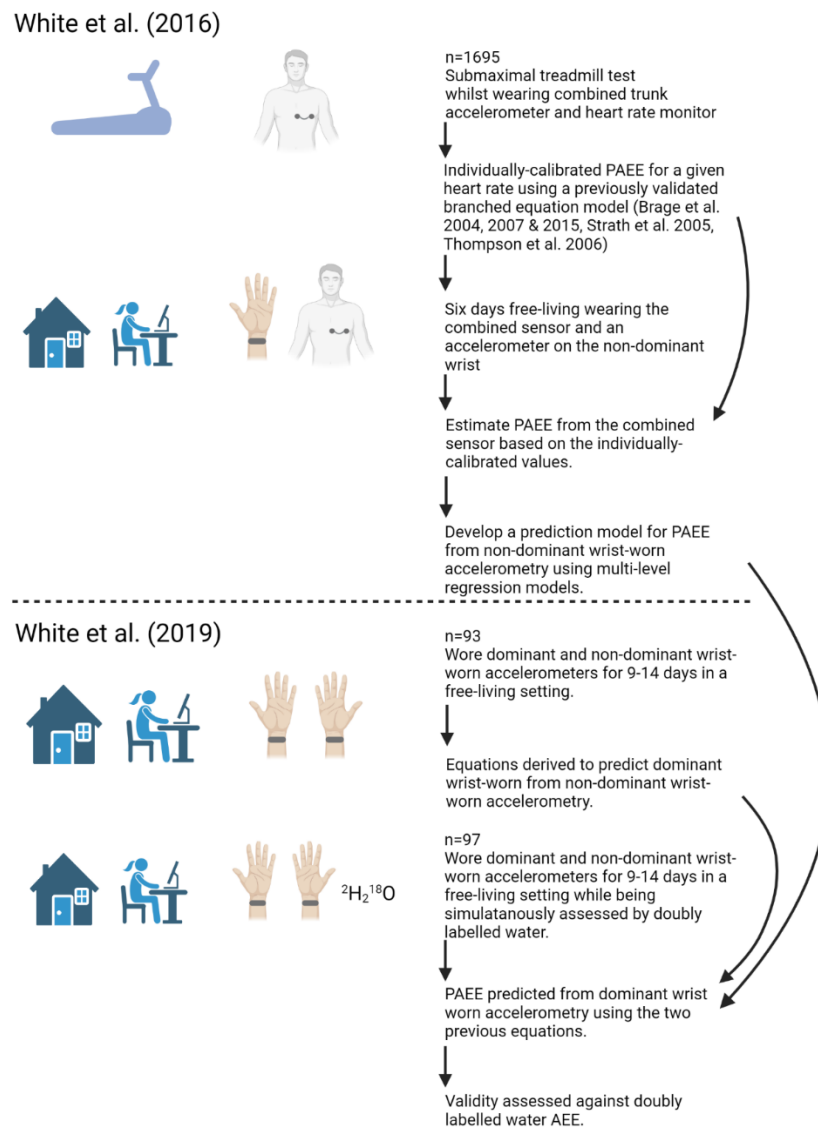 White et al. (2016)
n=1695
Submaximal treadmill test
whilst wearing combined trunk
accelerometer and heart rate monitor
Individually-calibrated PAEE for a given
heart rate using a previously validated
branched equation model (Brage et al.
2004, 2007 & 2015, Strath et al. 2005,
Thompson et al. 2006)
Six days free-living wearing the
combined sensor and an
accelerometer on the non-dominant
wrist
Estimate PAEE from the combined
sensor based on the individually-
calibrated values.
Develop a prediction model for PAEE
from non-dominant wrist-worn
accelerometry using multi-level
regression models.
White et al. (2019)
n=93
Wore dominant and non-dominant wrist-
worn accelerometers for 9-14 days in a
free-living setting.
Equations derived to predict dominant
wrist-worn from non-dominant wrist-
worn accelerometry.
n=97
Wore dominant and non-dominant wrist-
worn accelerometers for 9-14 days in a
free-living setting while being
simulatanously assessed by doubly
labelled water.
²H₂¹⁸O
PAEE predicted from dominant wrist
worn accelerometry using the two
previous equations.
Validity assessed against doubly
labelled water AEE.